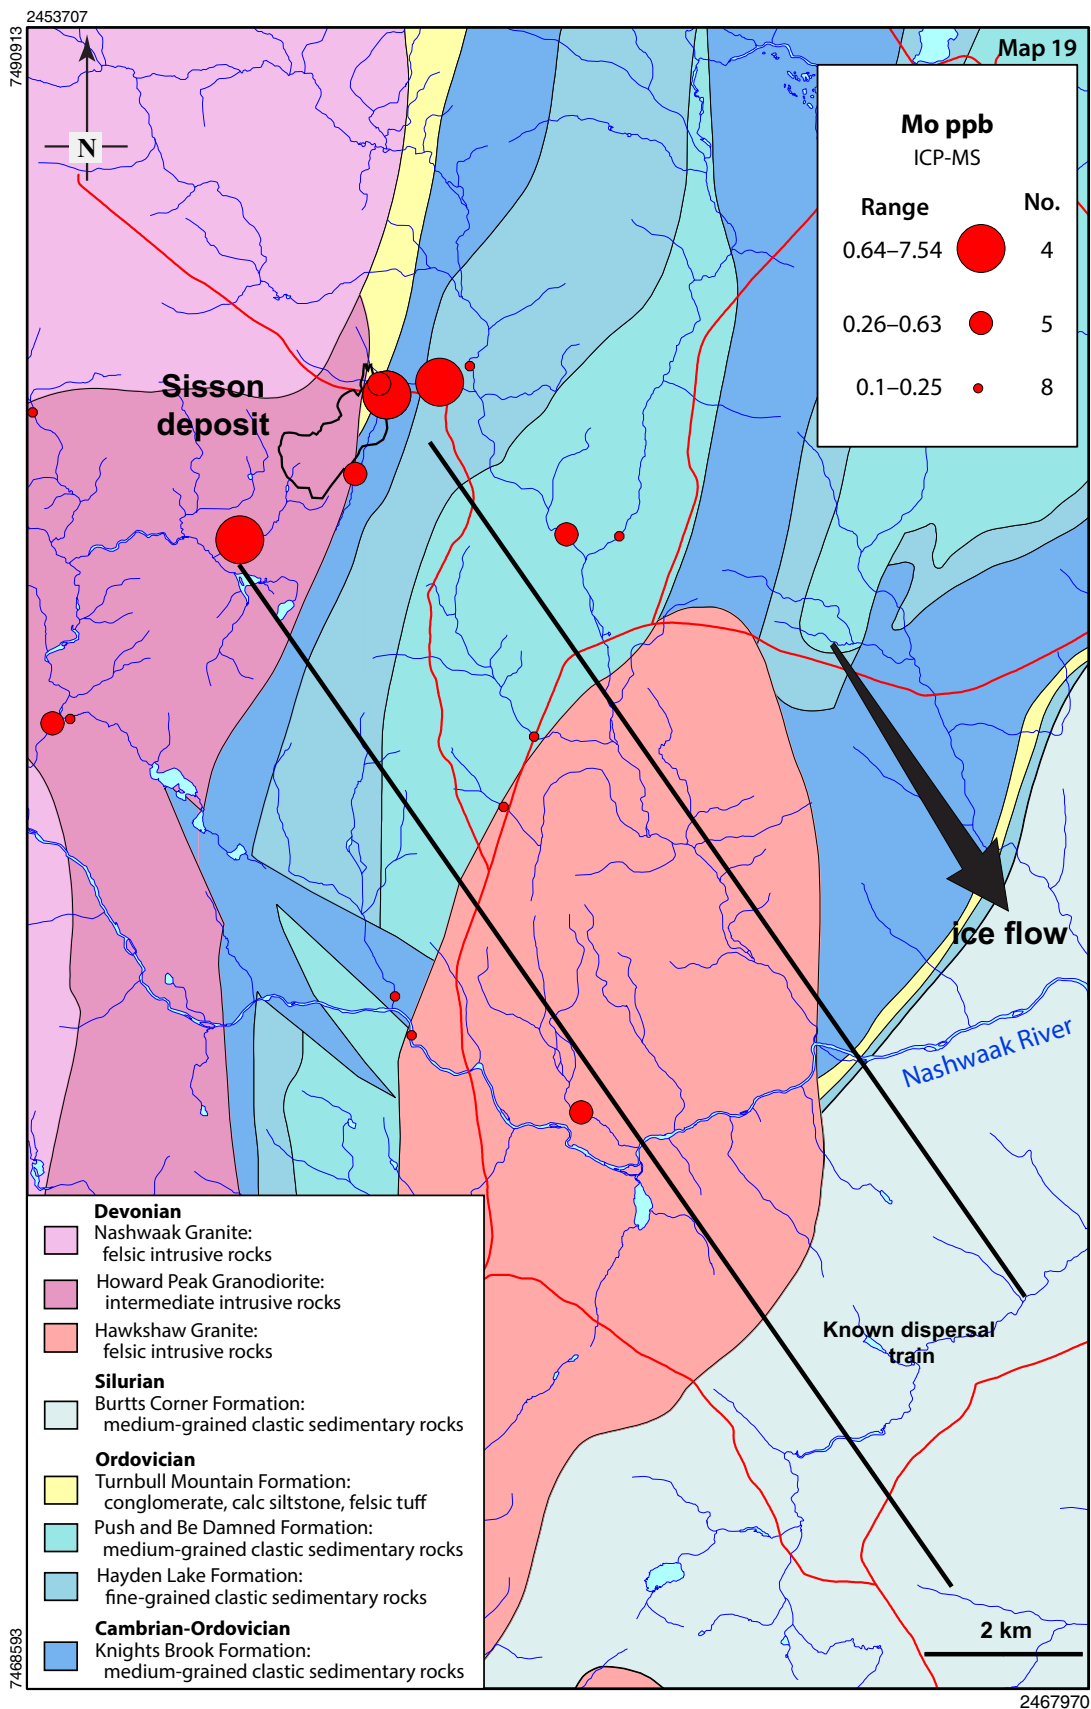 2453707
7490913
Map 19
N
Mo ppb
ICP-MS
Range No.
0.64–7.54 4
0.26–0.63 5
0.1–0.25 8
Sisson
deposit
ice flow
Nashwaak River
Known dispersal
train
Devonian
Nashwaak Granite:
felsic intrusive rocks
Howard Peak Granodiorite:
intermediate intrusive rocks
Hawkshaw Granite:
felsic intrusive rocks
Silurian
Burtts Corner Formation:
medium-grained clastic sedimentary rocks
Ordovician
Turnbull Mountain Formation:
conglomerate, calc siltstone, felsic tuff
Push and Be Damned Formation:
medium-grained clastic sedimentary rocks
Hayden Lake Formation:
fine-grained clastic sedimentary rocks
Cambrian-Ordovician
Knights Brook Formation:
medium-grained clastic sedimentary rocks
2 km
7468593
2467970